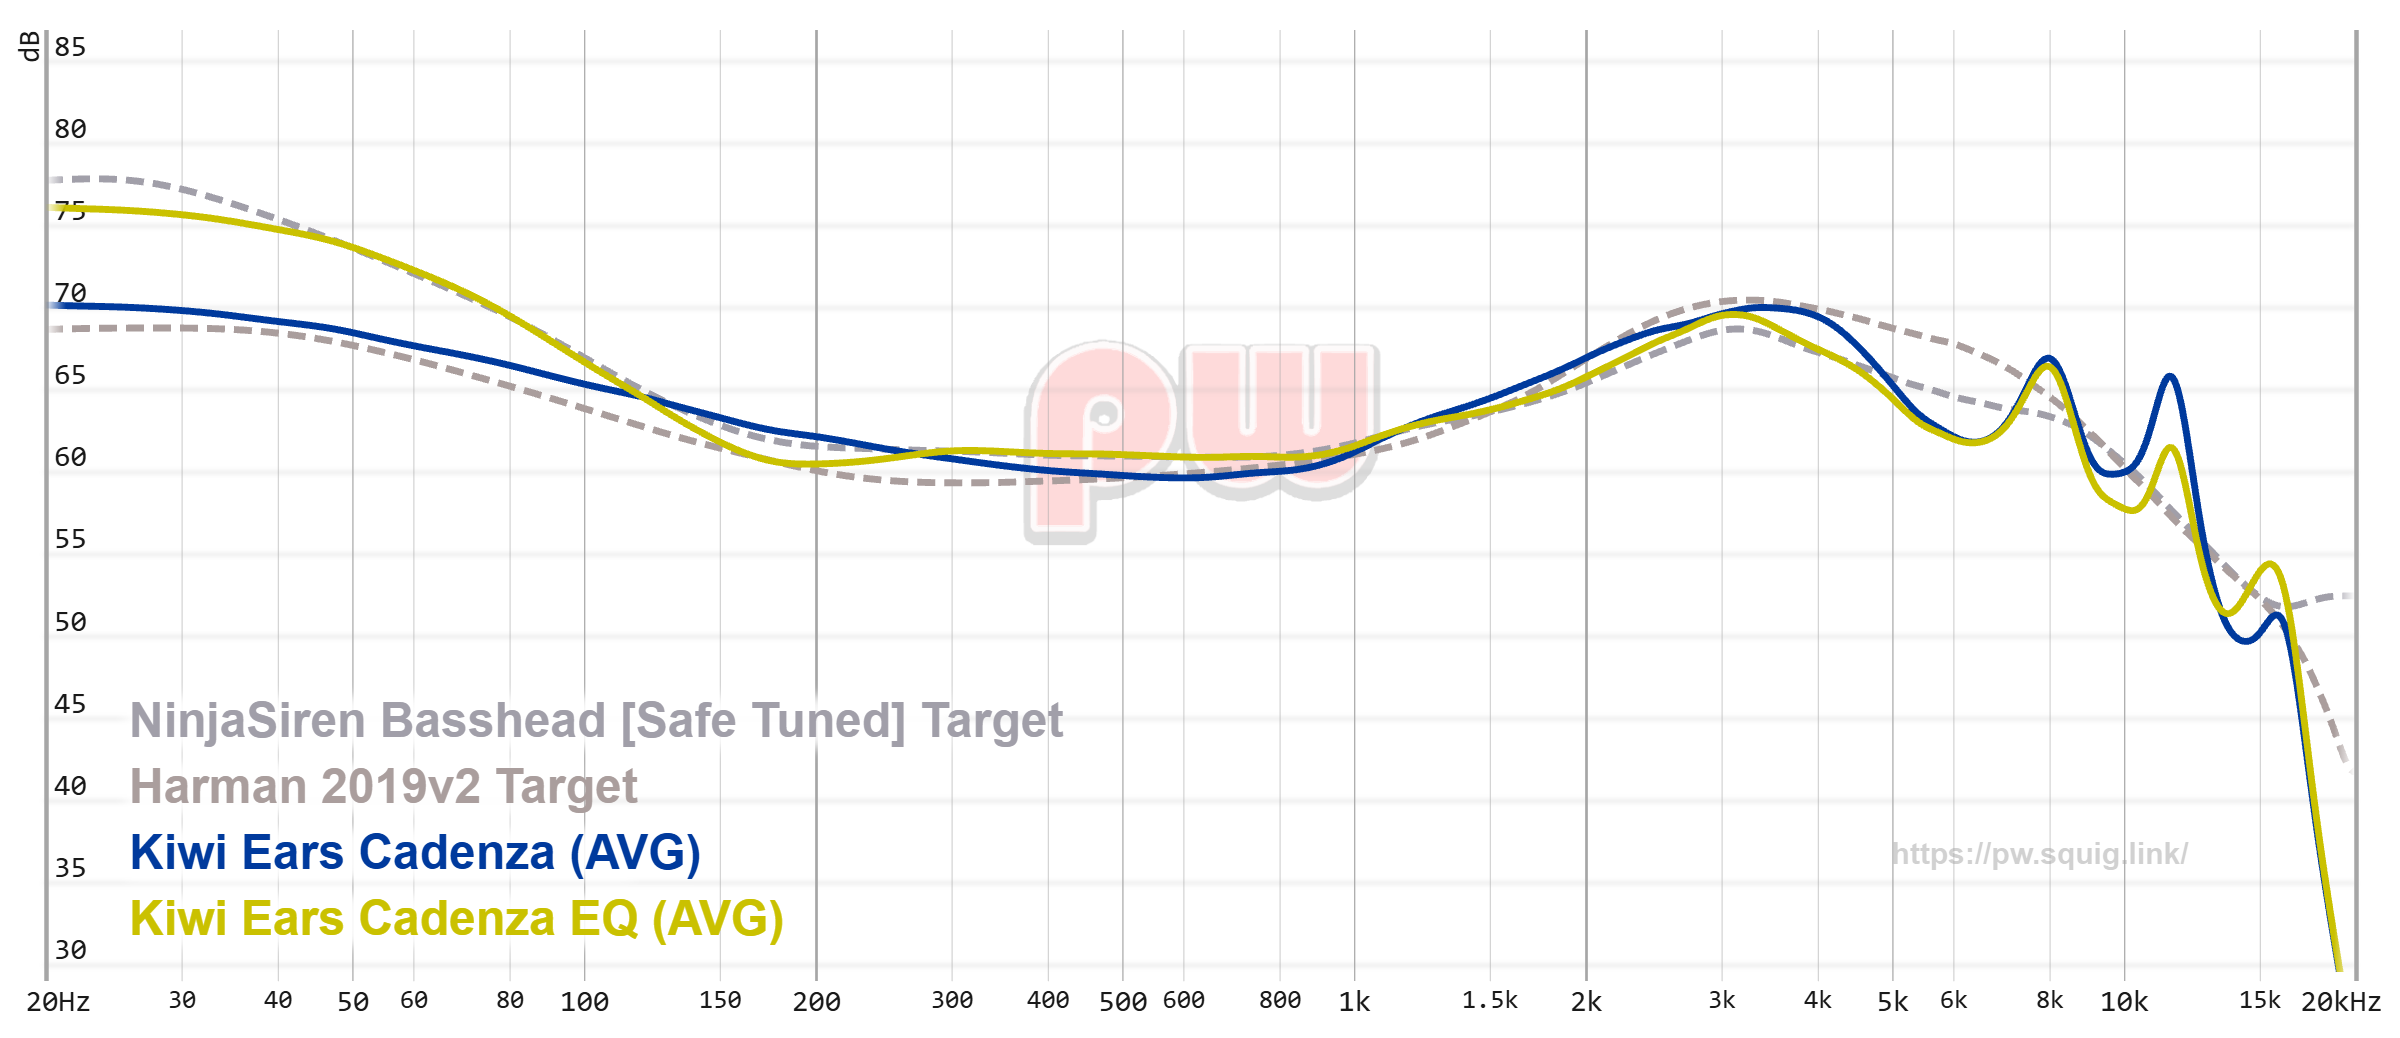 dB
85
80
75
70
65
60
55
50
45
40
35
30
pw
NinjaSiren Basshead [Safe Tuned] Target
Harman 2019v2 Target
Kiwi Ears Cadenza (AVG)
Kiwi Ears Cadenza EQ (AVG)
https://pw.squig.link/
20Hz 30 40 50 60 80 100 150 200 300 400 500 600 800 1k 1.5k 2k 3k 4k 5k 6k 8k 10k 15k 20kHz